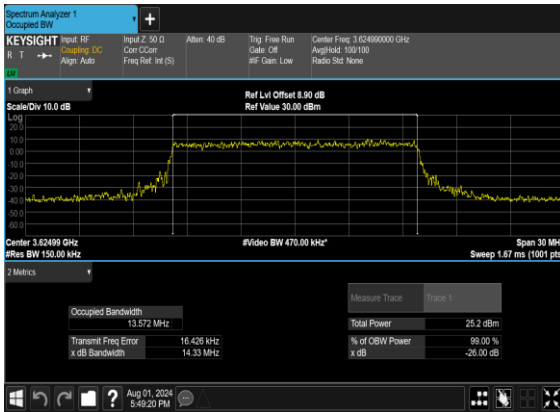 Spectrum Analyzer 1
Occupied BW
KEYSIGHT
R T
LXI
Input: RF
Coupling: DC
Align: Auto
Input Z: 50 Ω
Corr CCorr
Freq Ref: Int (S)
Atten: 40 dB
Trig: Free Run
Gate: Off
#IF Gain: Low
Center Freq: 3.624990000 GHz
Avg|Hold: 100/100
Radio Std: None
1 Graph
Scale/Div 10.0 dB
Ref Lvl Offset 8.90 dB
Ref Value 30.00 dBm
Log
20.0
10.0
0.00
-10.0
-20.0
-30.0
-40.0
-50.0
-60.0
Center 3.62499 GHz
#Res BW 150.00 kHz
#Video BW 470.00 kHz*
Span 30 MH
Sweep 1.67 ms (1001 pts
2 Metrics
Measure Trace
Trace 1
Occupied Bandwidth
13.572 MHz
Total Power
25.2 dBm
Transmit Freq Error
16.426 kHz
% of OBW Power
99.00 %
x dB Bandwidth
14.33 MHz
x dB
-26.00 dB
?
Aug 01, 2024
5:49:20 PM